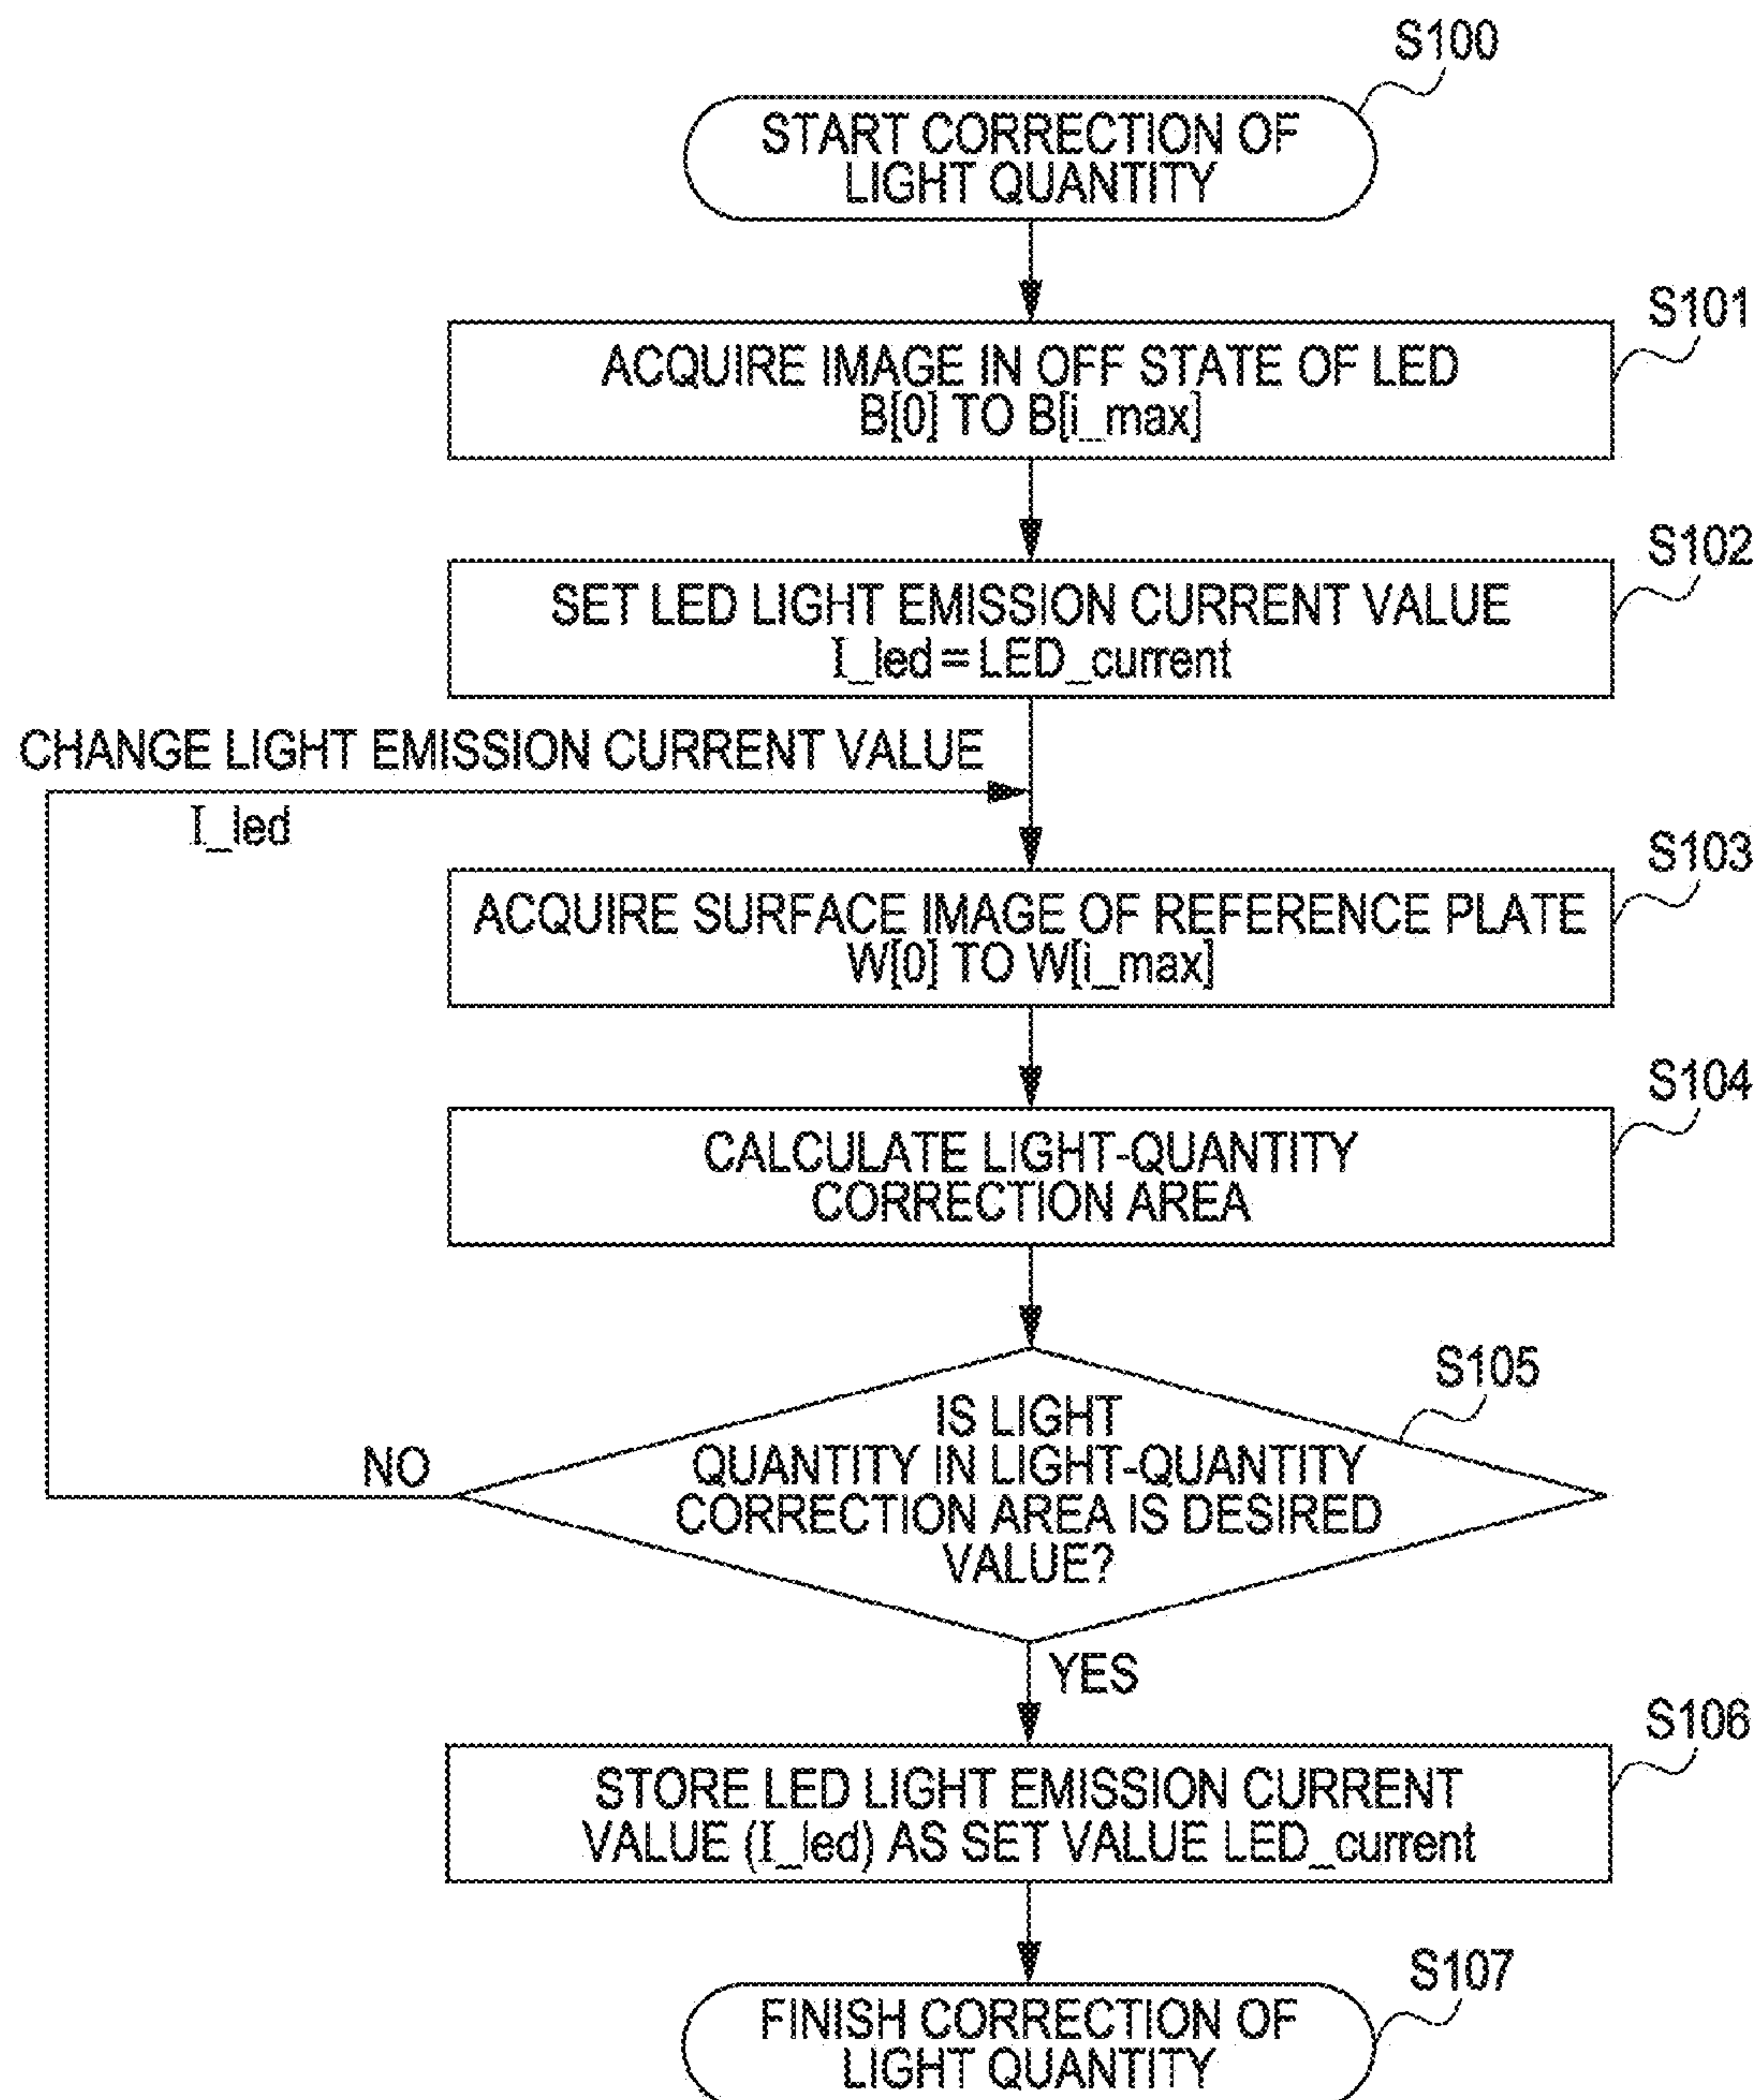 S100
START CORRECTION OF
LIGHT QUANTITY
S101
ACQUIRE IMAGE IN OFF STATE OF LED
B[0] TO B[i_max]
S102
SET LED LIGHT EMISSION CURRENT VALUE
I_led = LED_current
CHANGE LIGHT EMISSION CURRENT VALUE
I_led
S103
ACQUIRE SURFACE IMAGE OF REFERENCE PLATE
W[0] TO W[i_max]
S104
CALCULATE LIGHT-QUANTITY
CORRECTION AREA
S105
IS LIGHT
QUANTITY IN LIGHT-QUANTITY
CORRECTION AREA IS DESIRED
VALUE?
NO
YES
S106
STORE LED LIGHT EMISSION CURRENT
VALUE (I_led) AS SET VALUE LED_current
S107
FINISH CORRECTION OF
LIGHT QUANTITY